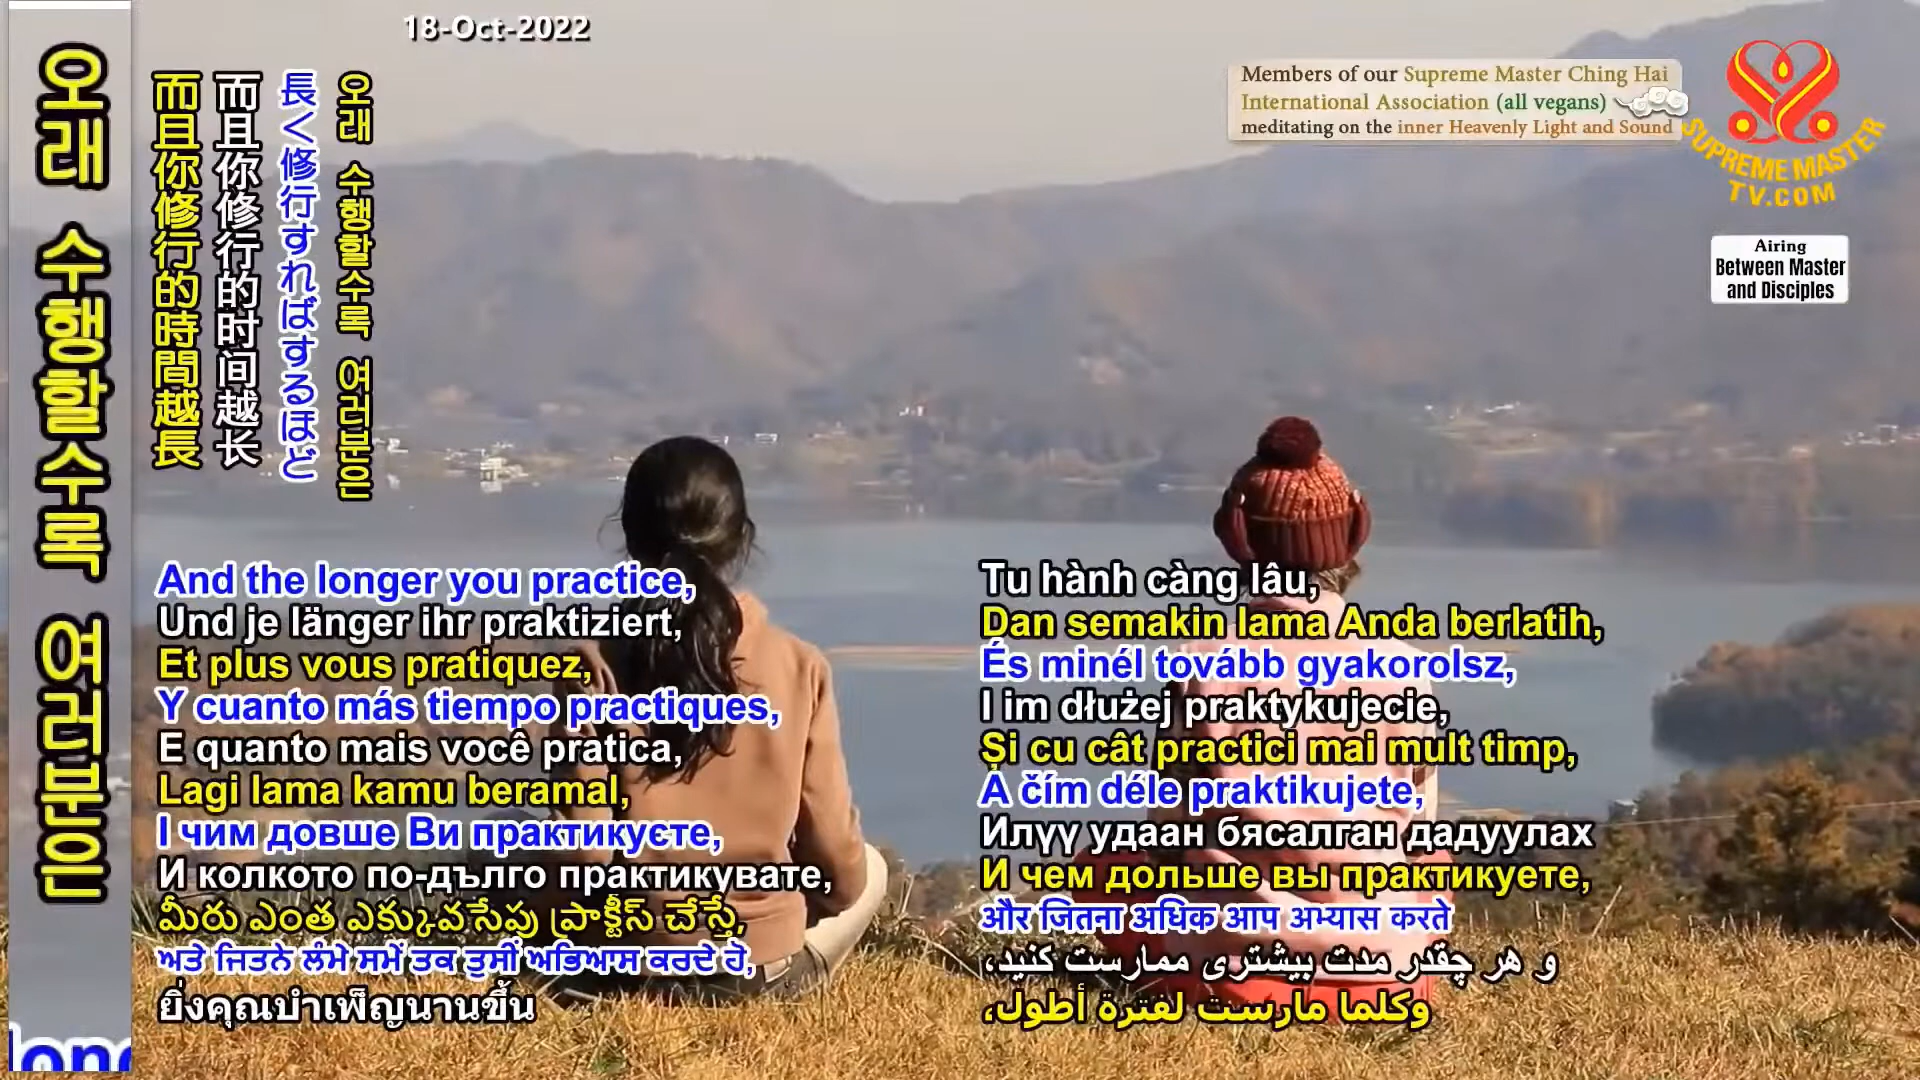 18-Oct-2022
오래 수행할수록 여러분은
而且你修行的時間越長
而且你修行的时间越长
長く修行すればするほど
오래 수행할수록 여러분은
Members of our Supreme Master Ching Hai
International Association (all vegans)
meditating on the inner Heavenly Light and Sound
SUPREME MASTER
TV.COM
Airing
Between Master
and Disciples
And the longer you practice,
Und je länger ihr praktiziert,
Et plus vous pratiquez,
Y cuanto más tiempo practiques,
E quanto mais você pratica,
Lagi lama kamu beramal,
І чим довше Ви практикуєте,
И колкото по-дълго практикувате,
మీరు ఎంత ఎక్కువసేపు ప్రాక్టీస్ చేస్తే,
ਅਤੇ ਜਿਤਨੇ ਲੰਮੇ ਸਮੇਂ ਤਕ ਤੁਸੀਂ ਅਭਿਆਸ ਕਰਦੇ ਹੋ,
ยิ่งคุณบำเพ็ญนานขึ้น
Tu hành càng lâu,
Dan semakin lama Anda berlatih,
És minél tovább gyakorolsz,
I im dłużej praktykujecie,
Și cu cât practici mai mult timp,
A čím déle praktikujete,
Илүү удаан бясалган дадуулах
И чем дольше вы практикуете,
और जितना अधिक आप अभ्यास करते
و هر چقدر مدت بیشتری ممارست کنید،
وكلما مارست لفترة أطول،